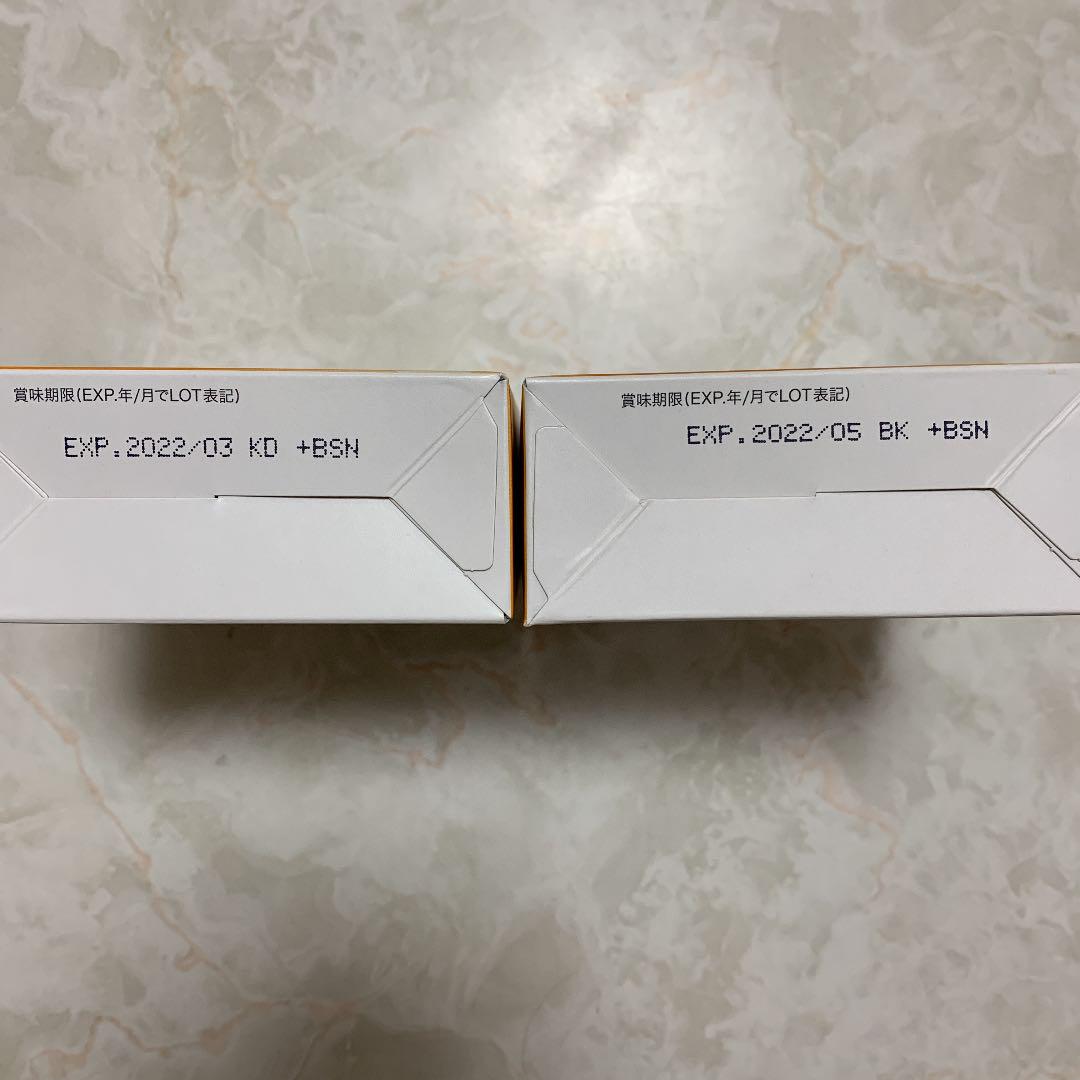 賞味期限(EXP.年/月でLOT表記)
EXP.2022/03 KD +BSN
賞味期限(EXP.年/月でLOT表記)
EXP.2022/05 BK +BSN